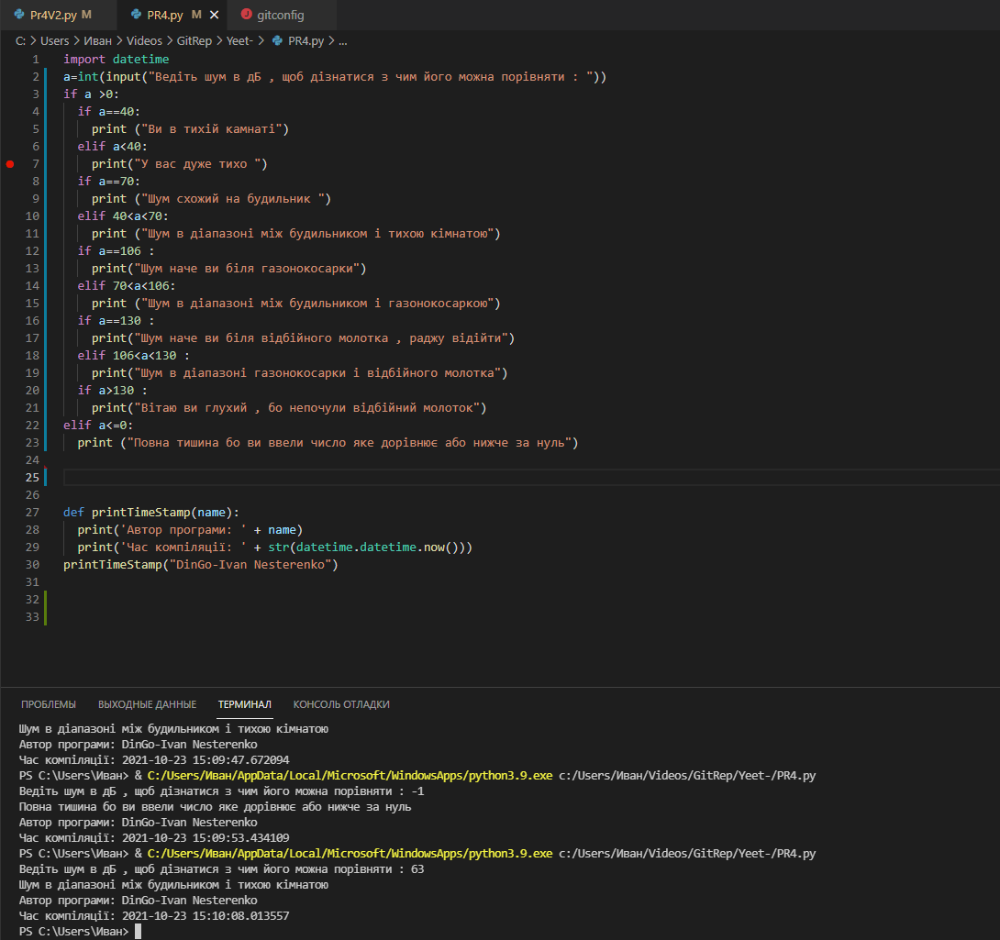 Pr4V2.py M PR4.py M gitconfig
C: > Users > Иван > Videos > GitRep > Yeet- > PR4.py > ...
1 import datetime
2 a=int(input("Ведіть шум в дБ , щоб дізнатися з чим його можна порівняти : "))
3 if a >0:
4 if a==40:
5 print ("Ви в тихій камнаті")
6 elif a<40:
7 print("У вас дуже тихо ")
8 if a==70:
9 print ("Шум схожий на будильник ")
10 elif 40<a<70:
11 print ("Шум в діапазоні між будильником і тихою кімнатою")
12 if a==106 :
13 print("Шум наче ви біля газонокосарки")
14 elif 70<a<106:
15 print ("Шум в діапазоні між будильником і газонокосаркою")
16 if a==130 :
17 print("Шум наче ви біля відбійного молотка , раджу відійти")
18 elif 106<a<130 :
19 print("Шум в діапазоні газонокосарки і відбійного молотка")
20 if a>130 :
21 print("Вітаю ви глухий , бо непочули відбійний молоток")
22 elif a<=0:
23 print ("Повна тишина бо ви ввели число яке дорівнює або нижче за нуль")
24
25
26
27 def printTimeStamp(name):
28 print('Автор програми: ' + name)
29 print('Час компіляції: ' + str(datetime.datetime.now()))
30 printTimeStamp("DinGo-Ivan Nesterenko")
31
32
33
ПРОБЛЕМЫ ВЫХОДНЫЕ ДАННЫЕ ТЕРМИНАЛ КОНСОЛЬ ОТЛАДКИ
Шум в діапазоні між будильником і тихою кімнатою
Автор програми: DinGo-Ivan Nesterenko
Час компіляції: 2021-10-23 15:09:47.672094
PS C:\Users\Иван> & C:/Users/Иван/AppData/Local/Microsoft/WindowsApps/python3.9.exe c:/Users/Иван/Videos/GitRep/Yeet-/PR4.py
Ведіть шум в дБ , щоб дізнатися з чим його можна порівняти : -1
Повна тишина бо ви ввели число яке дорівнює або нижче за нуль
Автор програми: DinGo-Ivan Nesterenko
Час компіляції: 2021-10-23 15:09:53.434109
PS C:\Users\Иван> & C:/Users/Иван/AppData/Local/Microsoft/WindowsApps/python3.9.exe c:/Users/Иван/Videos/GitRep/Yeet-/PR4.py
Ведіть шум в дБ , щоб дізнатися з чим його можна порівняти : 63
Шум в діапазоні між будильником і тихою кімнатою
Автор програми: DinGo-Ivan Nesterenko
Час компіляції: 2021-10-23 15:10:08.013557
PS C:\Users\Иван>